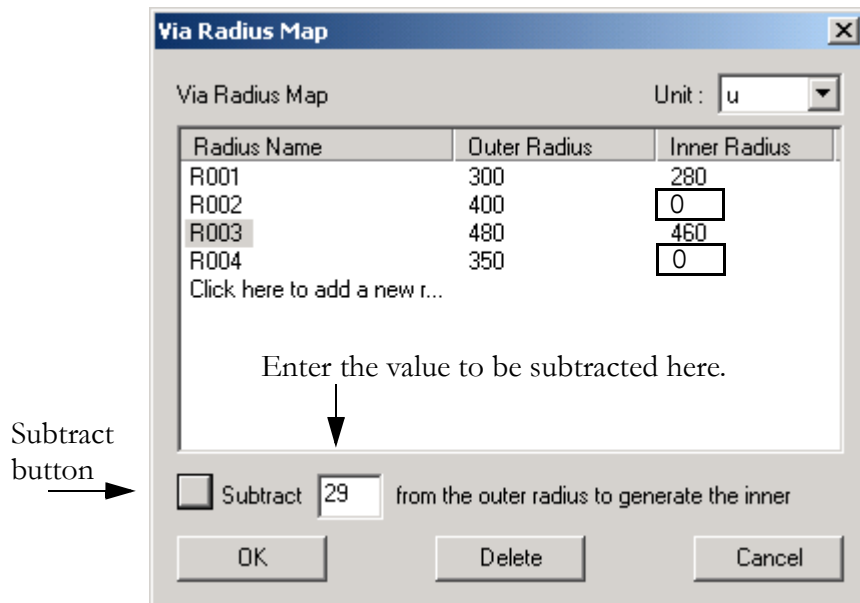 Via Radius Map
Via Radius Map Unit : u
Radius Name Outer Radius Inner Radius
R001 300 280
R002 400 0
R003 480 460
R004 350 0
Click here to add a new r...
Enter the value to be subtracted here.
Subtract
button
Subtract 29 from the outer radius to generate the inner
OK Delete Cancel